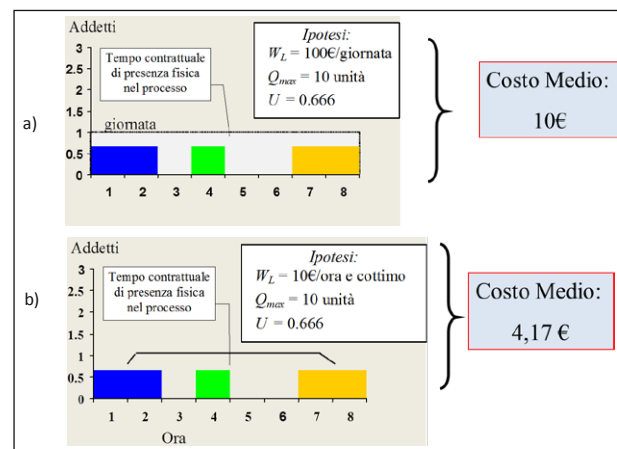 a)
Addetti
3
2.5
2
1.5
1
0.5
0
Tempo contrattuale
di presenza fisica
nel processo
giornata
1 2 3 4 5 6 7 8
Ipotesi:
W_L = 100€/giornata
Q_max = 10 unità
U = 0.666
Costo Medio:
10€
b)
Addetti
3
2.5
2
1.5
1
0.5
0
Tempo contrattuale
di presenza fisica
nel processo
1 2 3 4 5 6 7 8
Ora
Ipotesi:
W_L = 10€/ora e cottimo
Q_max = 10 unità
U = 0.666
Costo Medio:
4,17 €